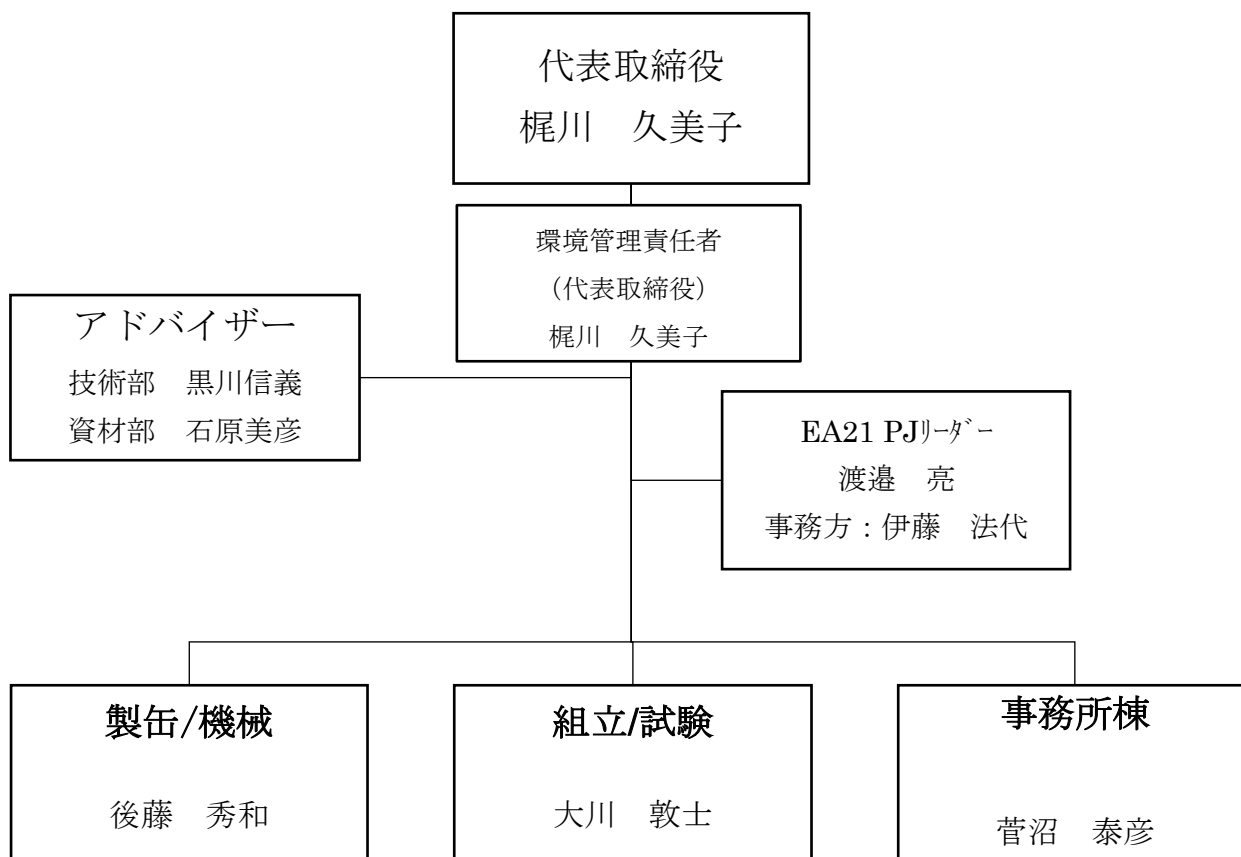 代表取締役
梶川　久美子
環境管理責任者
（代表取締役）
梶川　久美子
アドバイザー
技術部　黒川信義
資材部　石原美彦
EA21 PJﾘｰﾀﾞｰ
渡邉　亮
事務方：伊藤　法代
製缶/機械
後藤　秀和
組立/試験
大川　敦士
事務所棟
菅沼　泰彦